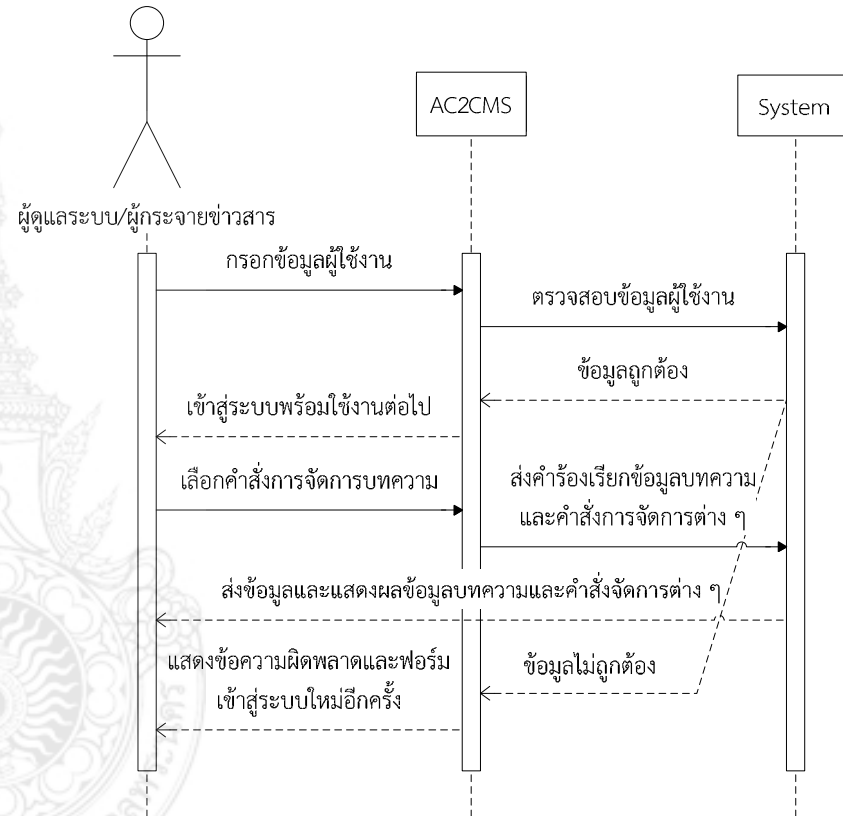 AC2CMS
System
ผู้ดูแลระบบ/ผู้กระจายข่าวสาร
กรอกข้อมูลผู้ใช้งาน
ตรวจสอบข้อมูลผู้ใช้งาน
ข้อมูลถูกต้อง
เข้าสู่ระบบพร้อมใช้งานต่อไป
เลือกคำสั่งการจัดการบทความ
ส่งคำร้องเรียกข้อมูลบทความ
และคำสั่งการจัดการต่าง ๆ
ส่งข้อมูลและแสดงผลข้อมูลบทความและคำสั่งจัดการต่าง ๆ
แสดงข้อความผิดพลาดและฟอร์ม
เข้าสู่ระบบใหม่อีกครั้ง
ข้อมูลไม่ถูกต้อง